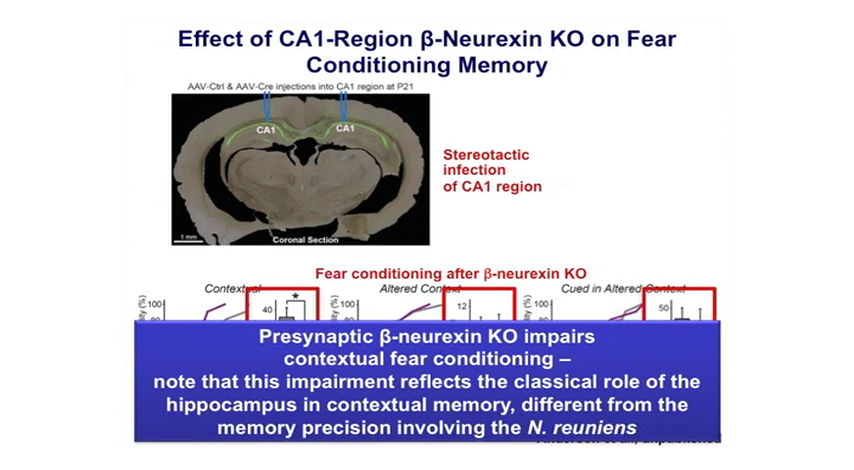 Effect of CA1-Region β-Neurexin KO on Fear
Conditioning Memory
AAV-Ctrl & AAV-Cre injections into CA1 region at P21
CA1
CA1
Stereotactic
infection
of CA1 region
1 mm
Coronal Section
Fear conditioning after β-neurexin KO
Contextual
Altered Context
Cued in Altered Context
100
40
*
100
12
100
50
Presynaptic β-neurexin KO impairs
contextual fear conditioning –
note that this impairment reflects the classical role of the
hippocampus in contextual memory, different from the
memory precision involving the N. reuniens